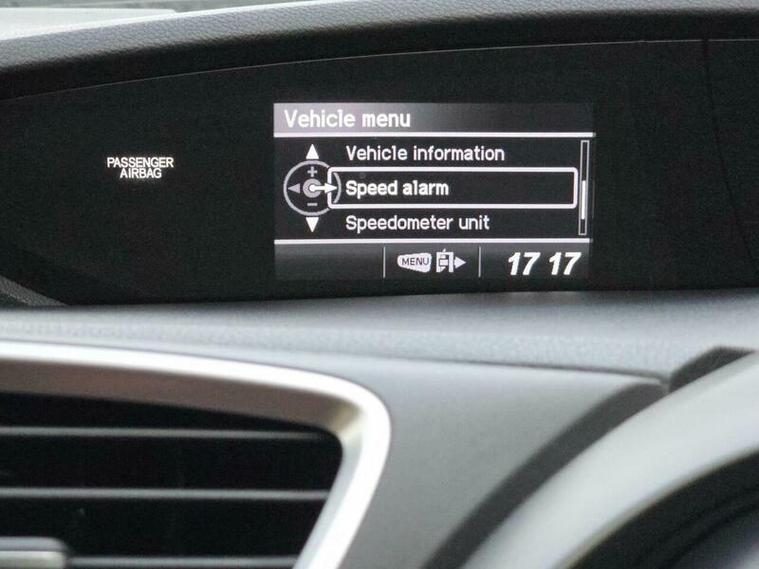 Vehicle menu
Vehicle information
PASSENGER
AIRBAG
Speed alarm
Speedometer unit
MENU
17 17